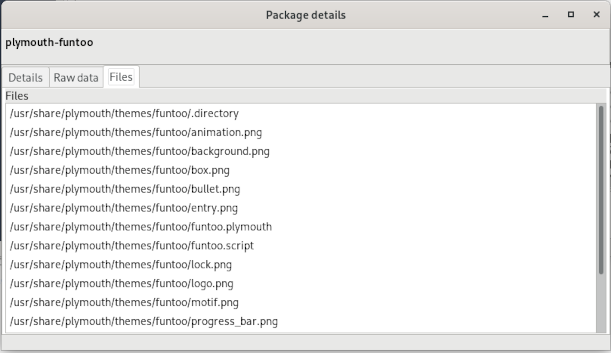 Package details
plymouth-funtoo
Details
Raw data
Files
Files
/usr/share/plymouth/themes/funtoo/.directory
/usr/share/plymouth/themes/funtoo/animation.png
/usr/share/plymouth/themes/funtoo/background.png
/usr/share/plymouth/themes/funtoo/box.png
/usr/share/plymouth/themes/funtoo/bullet.png
/usr/share/plymouth/themes/funtoo/entry.png
/usr/share/plymouth/themes/funtoo/funtoo.plymouth
/usr/share/plymouth/themes/funtoo/funtoo.script
/usr/share/plymouth/themes/funtoo/lock.png
/usr/share/plymouth/themes/funtoo/logo.png
/usr/share/plymouth/themes/funtoo/motif.png
/usr/share/plymouth/themes/funtoo/progress_bar.png